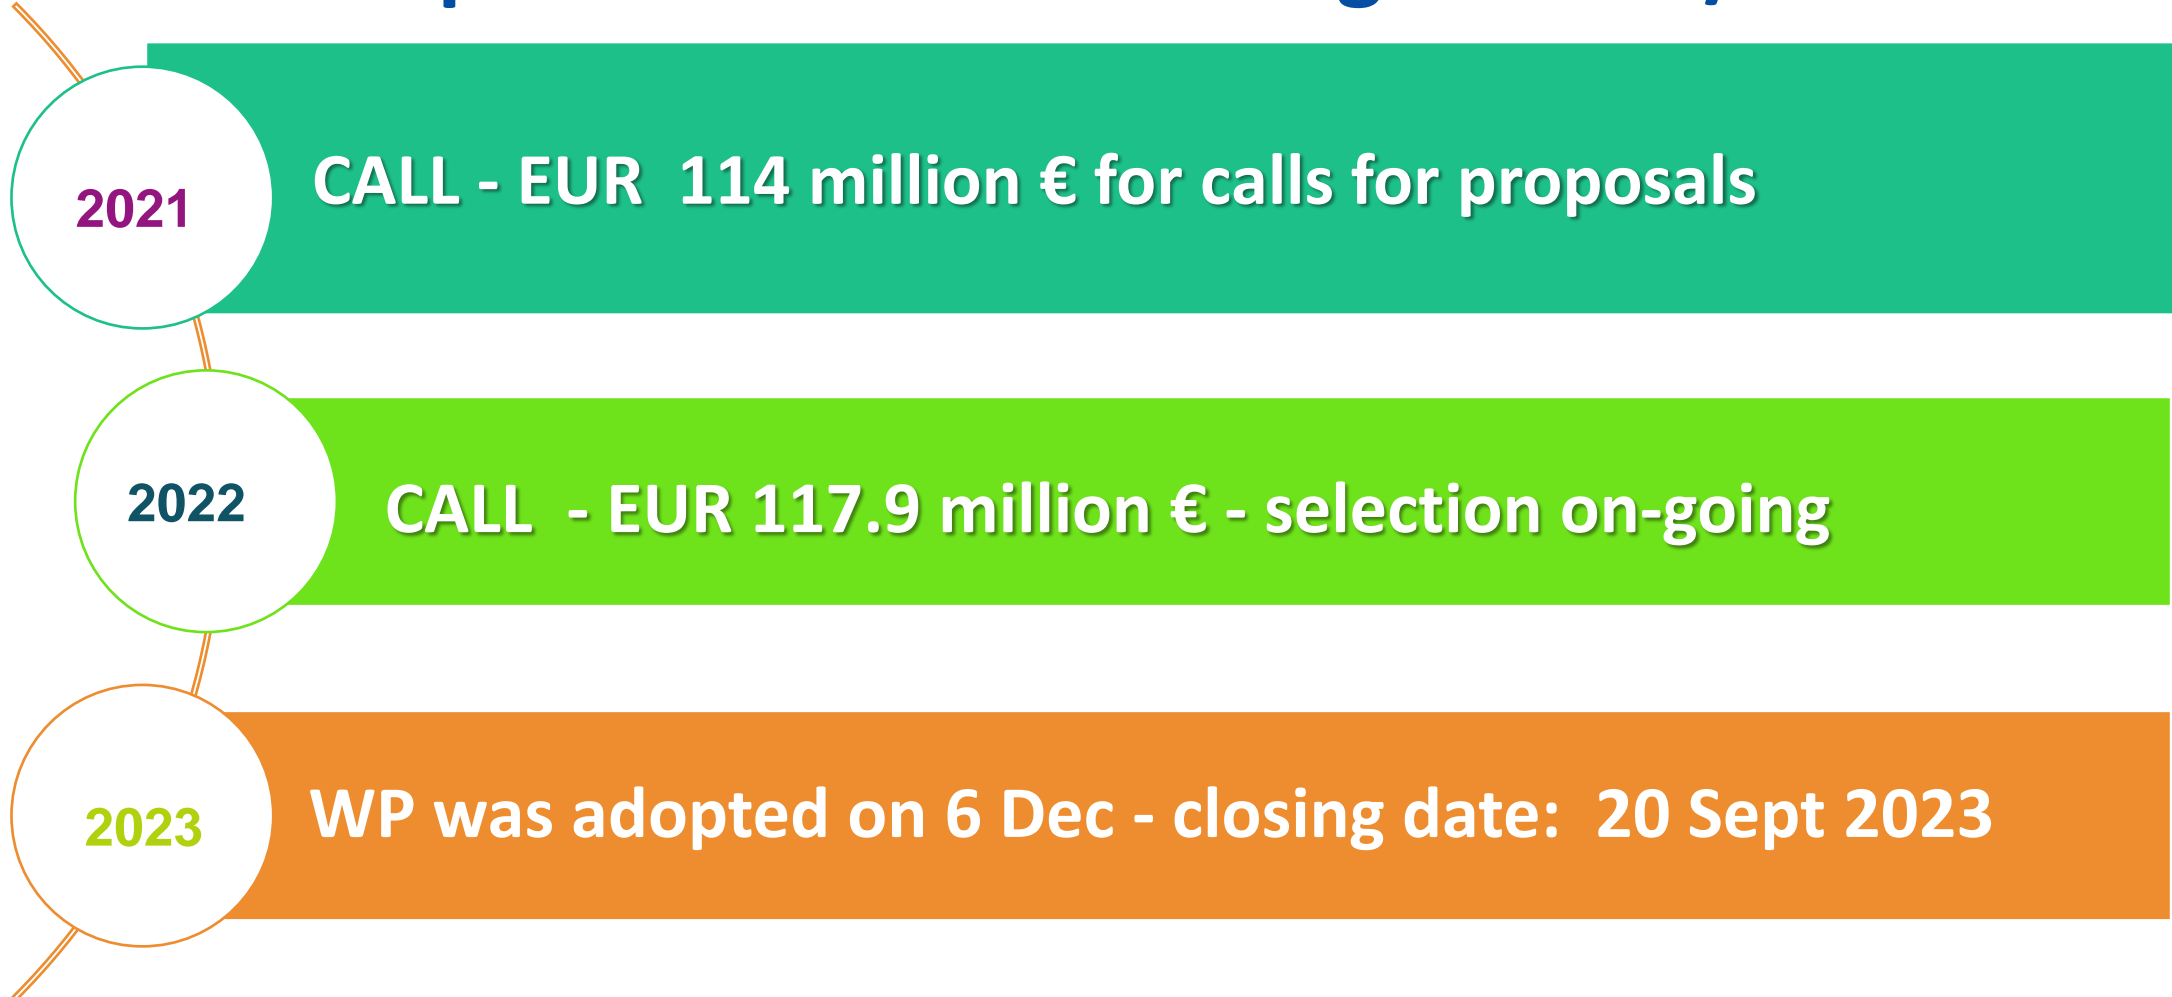 2021
CALL - EUR  114 million € for calls for proposals
2022
CALL  - EUR 117.9 million € - selection on-going
2023
WP was adopted on 6 Dec - closing date:  20 Sept 2023